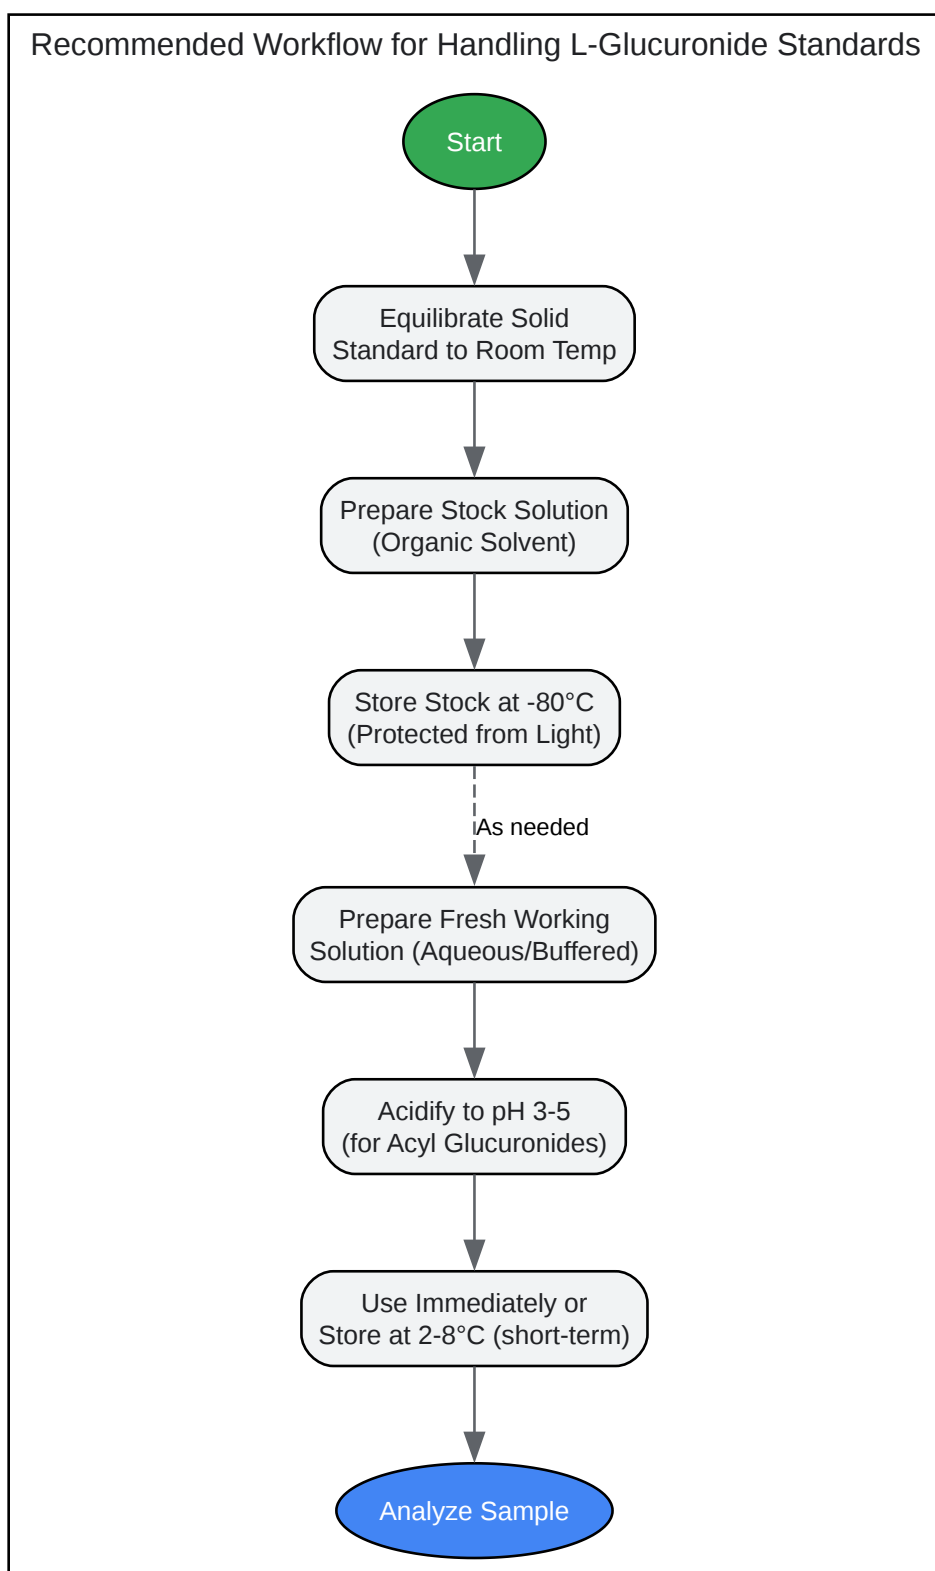 Recommended Workflow for Handling L-Glucuronide Standards
Start
Equilibrate Solid
Standard to Room Temp
Prepare Stock Solution
(Organic Solvent)
Store Stock at -80°C
(Protected from Light)
As needed
Prepare Fresh Working
Solution (Aqueous/Buffered)
Acidify to pH 3-5
(for Acyl Glucuronides)
Use Immediately or
Store at 2-8°C (short-term)
Analyze Sample